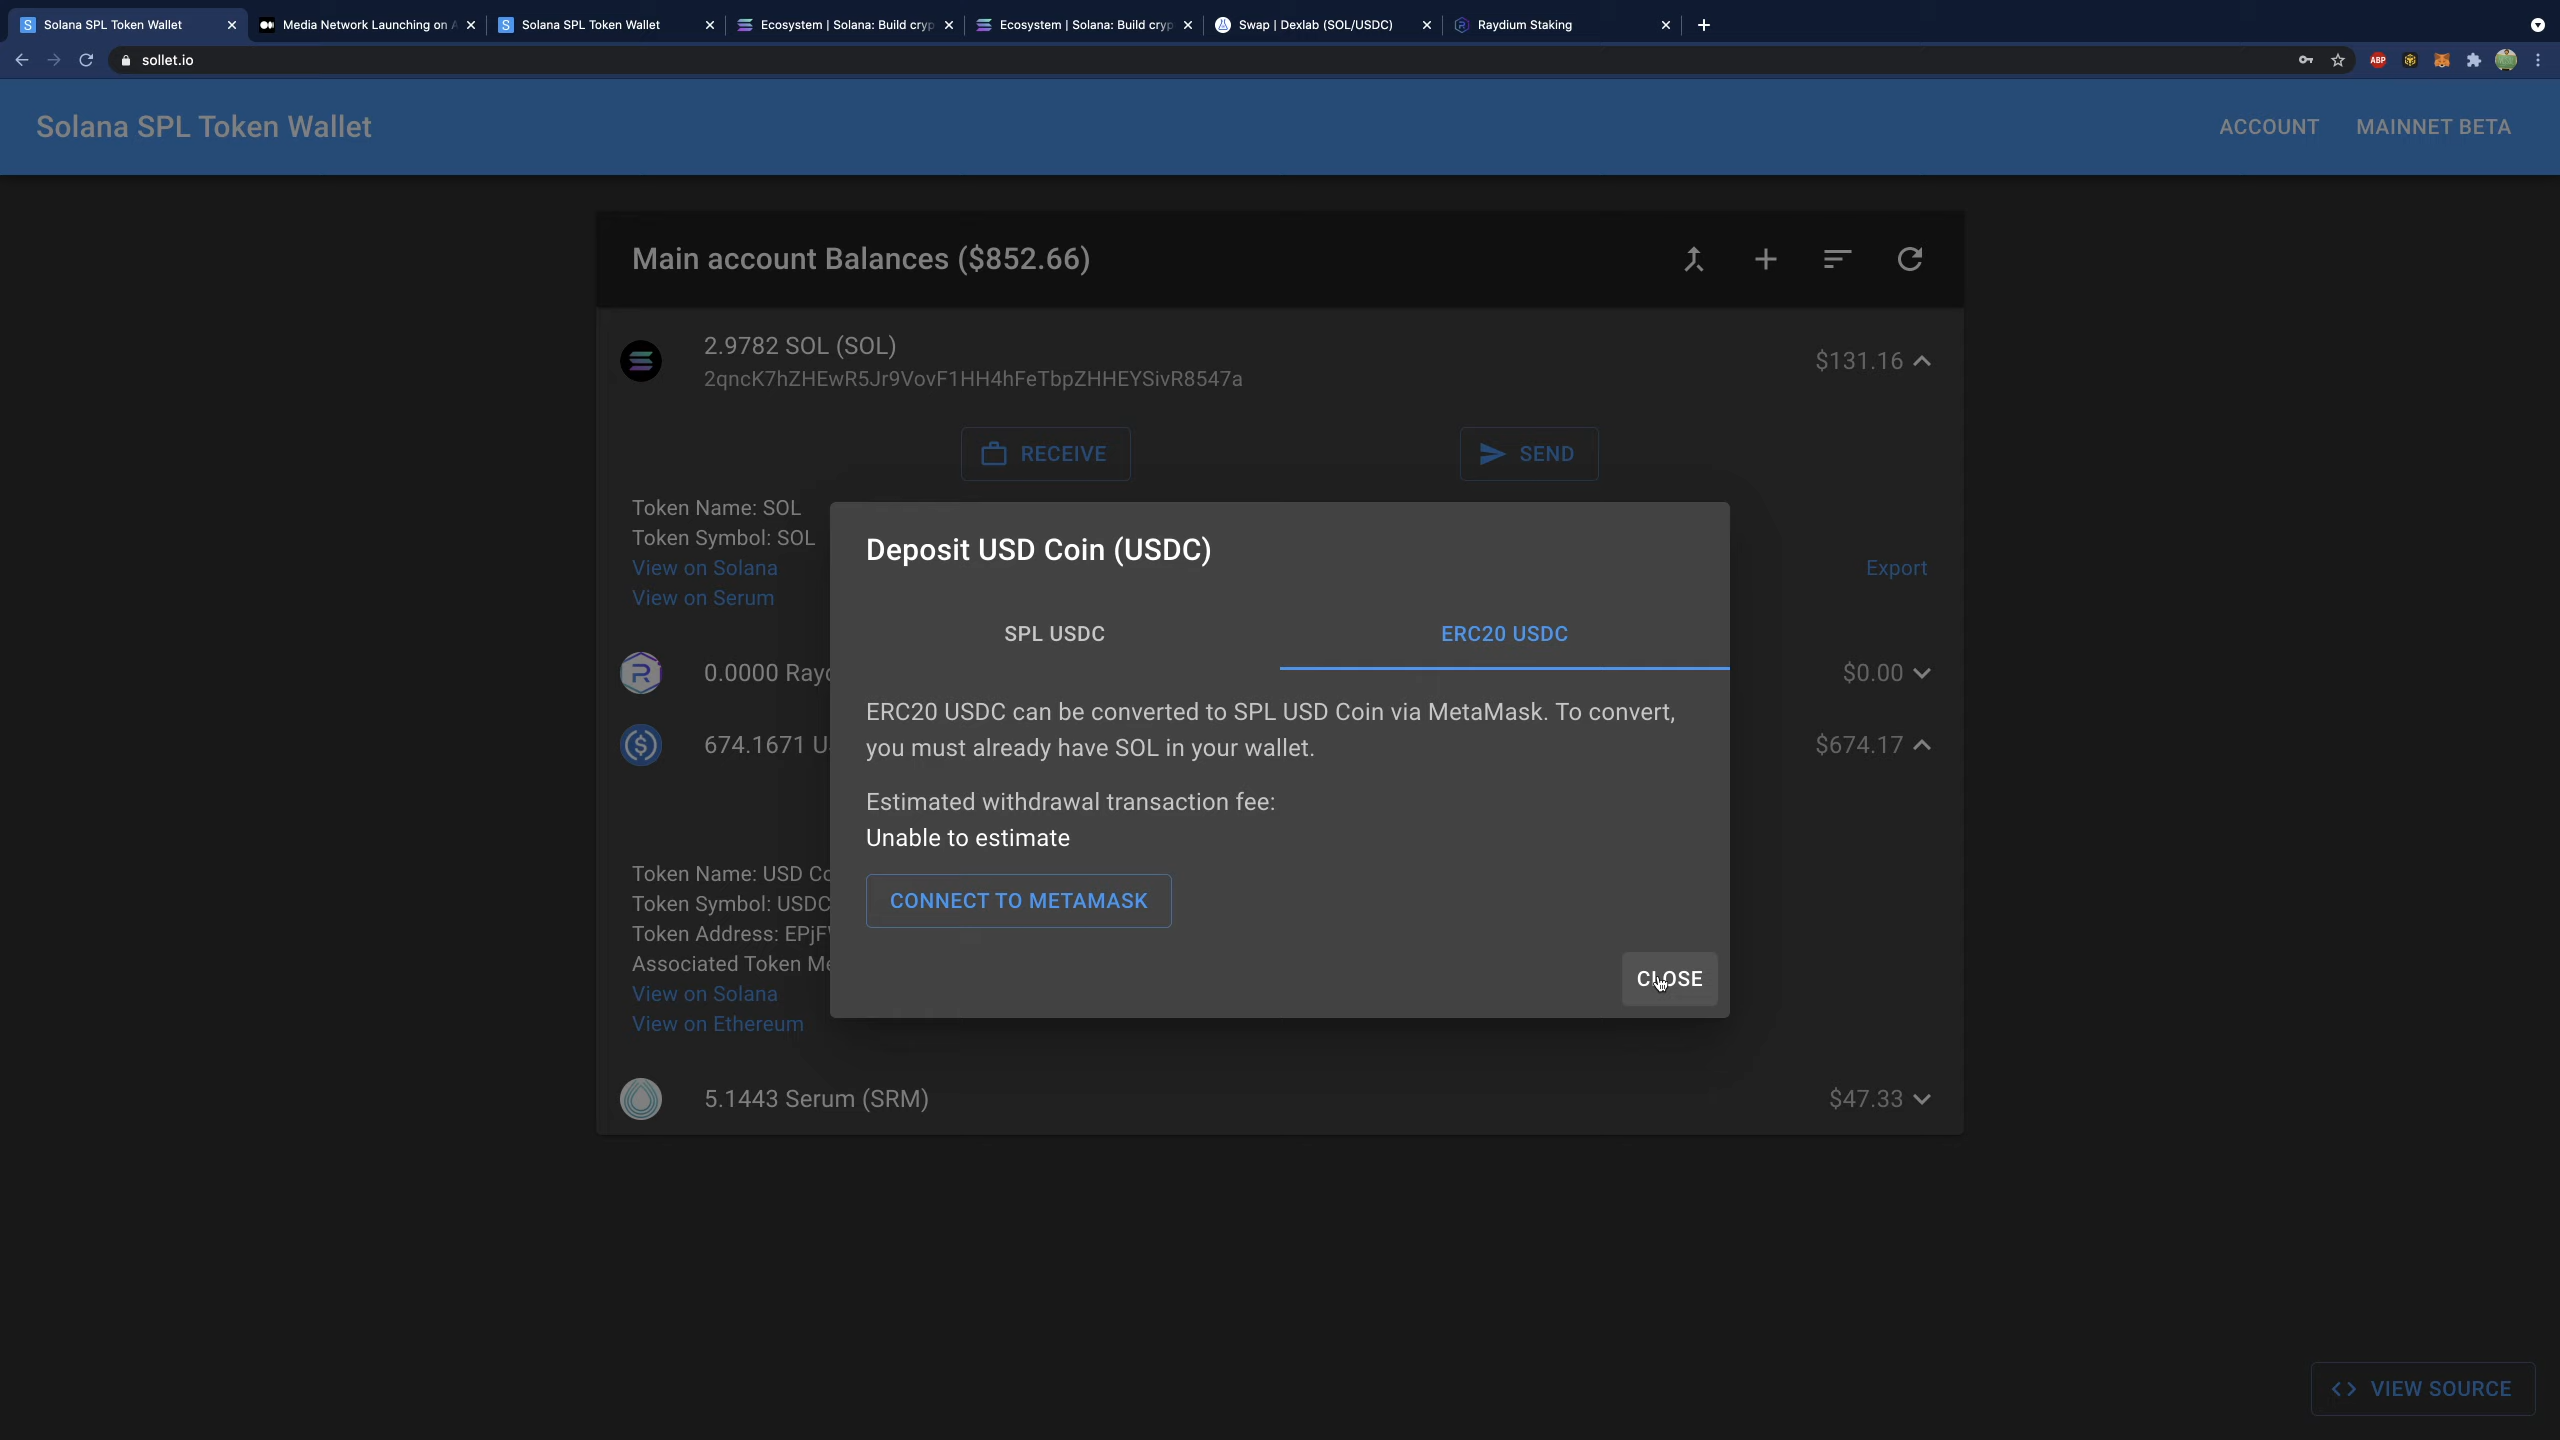 Solana SPL Token Wallet
Media Network Launching on
Solana SPL Token Wallet
Ecosystem | Solana: Build cryp
Ecosystem | Solana: Build cryp
Swap | Dexlab (SOL/USDC)
Raydium Staking
sollet.io
ABP
Solana SPL Token Wallet
ACCOUNT
MAINNET BETA
Main account Balances ($852.66)
2.9782 SOL (SOL)
2qncK7hZHEwR5Jr9VovF1HH4hFeTbpZHHEYSivR8547a
$131.16
RECEIVE
SEND
Token Name: SOL
Token Symbol: SOL
View on Solana
View on Serum
Export
Deposit USD Coin (USDC)
SPL USDC
ERC20 USDC
0.0000 Rayd
$0.00
ERC20 USDC can be converted to SPL USD Coin via MetaMask. To convert,
you must already have SOL in your wallet.
674.1671 U
$674.17
Estimated withdrawal transaction fee:
Unable to estimate
CONNECT TO METAMASK
Token Name: USD Co
Token Symbol: USDC
Token Address: EPjF
Associated Token Me
View on Solana
View on Ethereum
CLOSE
5.1443 Serum (SRM)
$47.33
VIEW SOURCE